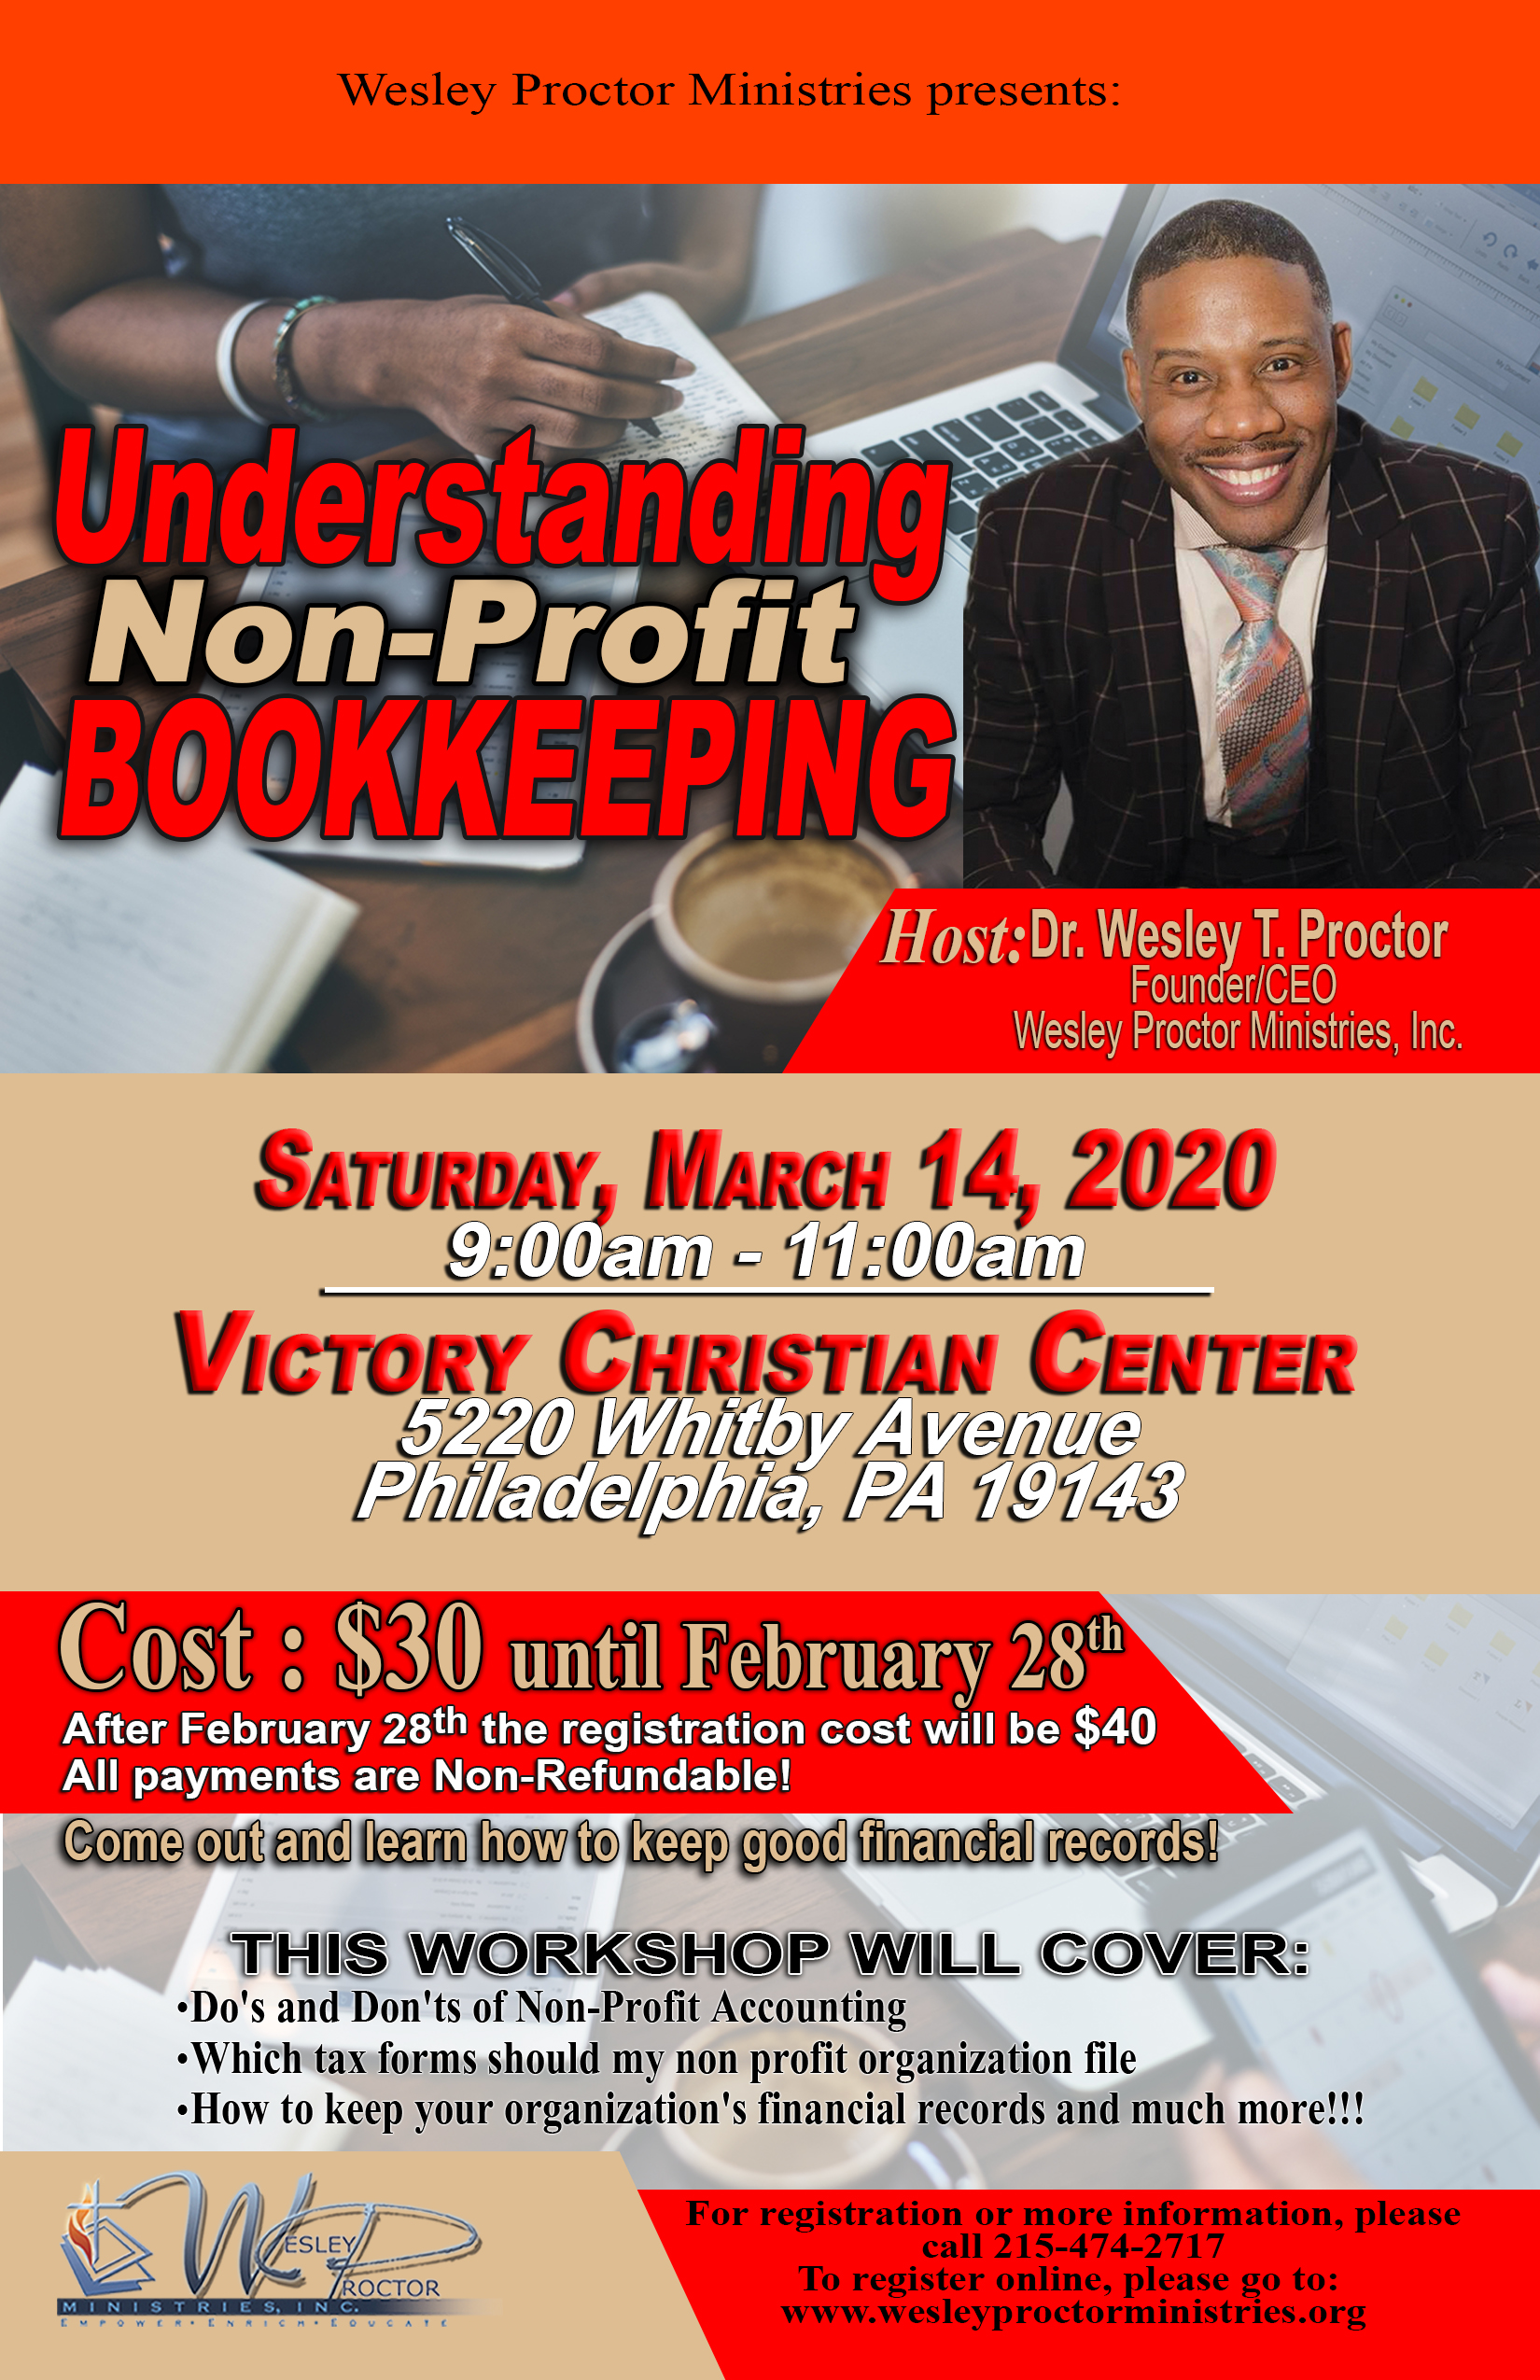 Wesley Proctor Ministries presents:
Understanding
Non-Profit
BOOKKEEPING
Host: Dr. Wesley T. Proctor
Founder/CEO
Wesley Proctor Ministries, Inc.
Saturday, March 14, 2020
9:00am - 11:00am
Victory Christian Center
5220 Whitby Avenue
Philadelphia, PA 19143
Cost : $30 until February 28th
After February 28th the registration cost will be $40
All payments are Non-Refundable!
Come out and learn how to keep good financial records!
THIS WORKSHOP WILL COVER:
•Do's and Don'ts of Non-Profit Accounting
•Which tax forms should my non profit organization file
•How to keep your organization's financial records and much more!!!
Wesley
Proctor
MINISTRIES, INC.
EMPOWER • ENRICH • EDUCATE
For registration or more information, please
call 215-474-2717
To register online, please go to:
www.wesleyproctorministries.org